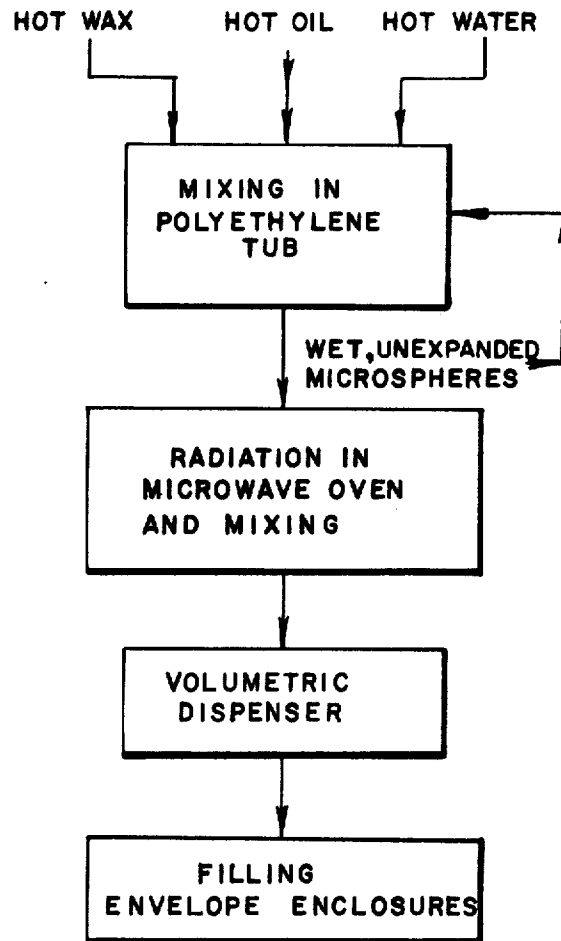 HOT WAX HOT OIL HOT WATER
MIXING IN
POLYETHYLENE
TUB
WET, UNEXPANDED
MICROSPHERES
RADIATION IN
MICROWAVE OVEN
AND MIXING
VOLUMETRIC
DISPENSER
FILLING
ENVELOPE ENCLOSURES